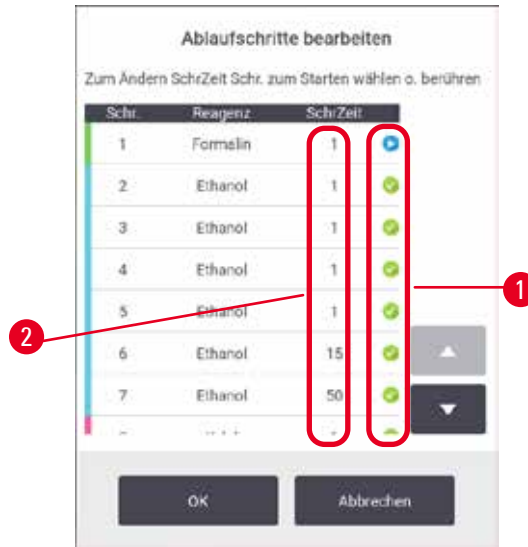 Ablaufschritte bearbeiten
Zum Ändern SchrZeit Schr. zum Starten wählen o. berühren
Schr. Reagenz SchrZeit
1 Formalin 1
2 Ethanol 1
3 Ethanol 1
4 Ethanol 1
5 Ethanol 1
6 Ethanol 15
7 Ethanol 50
1
2
OK Abbrechen